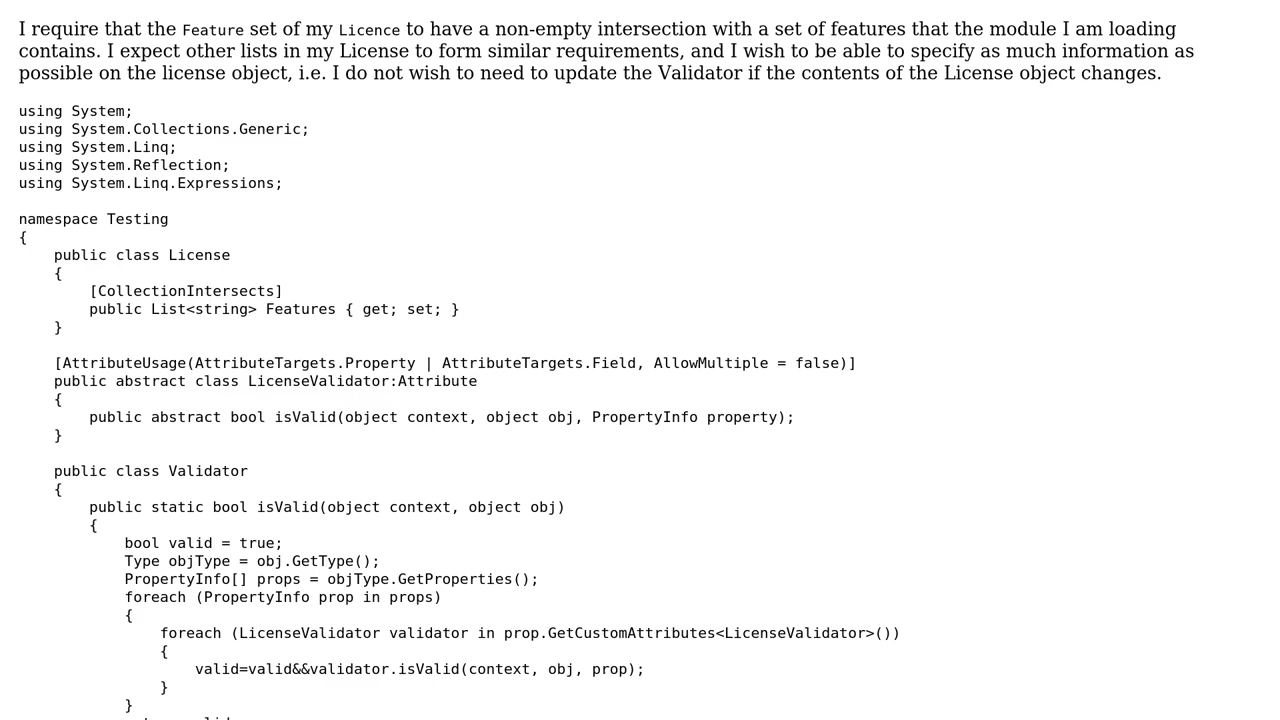 I require that the Feature set of my Licence to have a non-empty intersection with a set of features that the module I am loading
contains. I expect other lists in my License to form similar requirements, and I wish to be able to specify as much information as
possible on the license object, i.e. I do not wish to need to update the Validator if the contents of the License object changes.
using System;
using System.Collections.Generic;
using System.Linq;
using System.Reflection;
using System.Linq.Expressions;
namespace Testing
{
    public class License
    {
        [CollectionIntersects]
        public List<string> Features { get; set; }
    }
    [AttributeUsage(AttributeTargets.Property | AttributeTargets.Field, AllowMultiple = false)]
    public abstract class LicenseValidator:Attribute
    {
        public abstract bool isValid(object context, object obj, PropertyInfo property);
    }
    public class Validator
    {
        public static bool isValid(object context, object obj)
        {
            bool valid = true;
            Type objType = obj.GetType();
            PropertyInfo[] props = objType.GetProperties();
            foreach (PropertyInfo prop in props)
            {
                foreach (LicenseValidator validator in prop.GetCustomAttributes<LicenseValidator>())
                {
                    valid=valid&&validator.isValid(context, obj, prop);
                }
            }